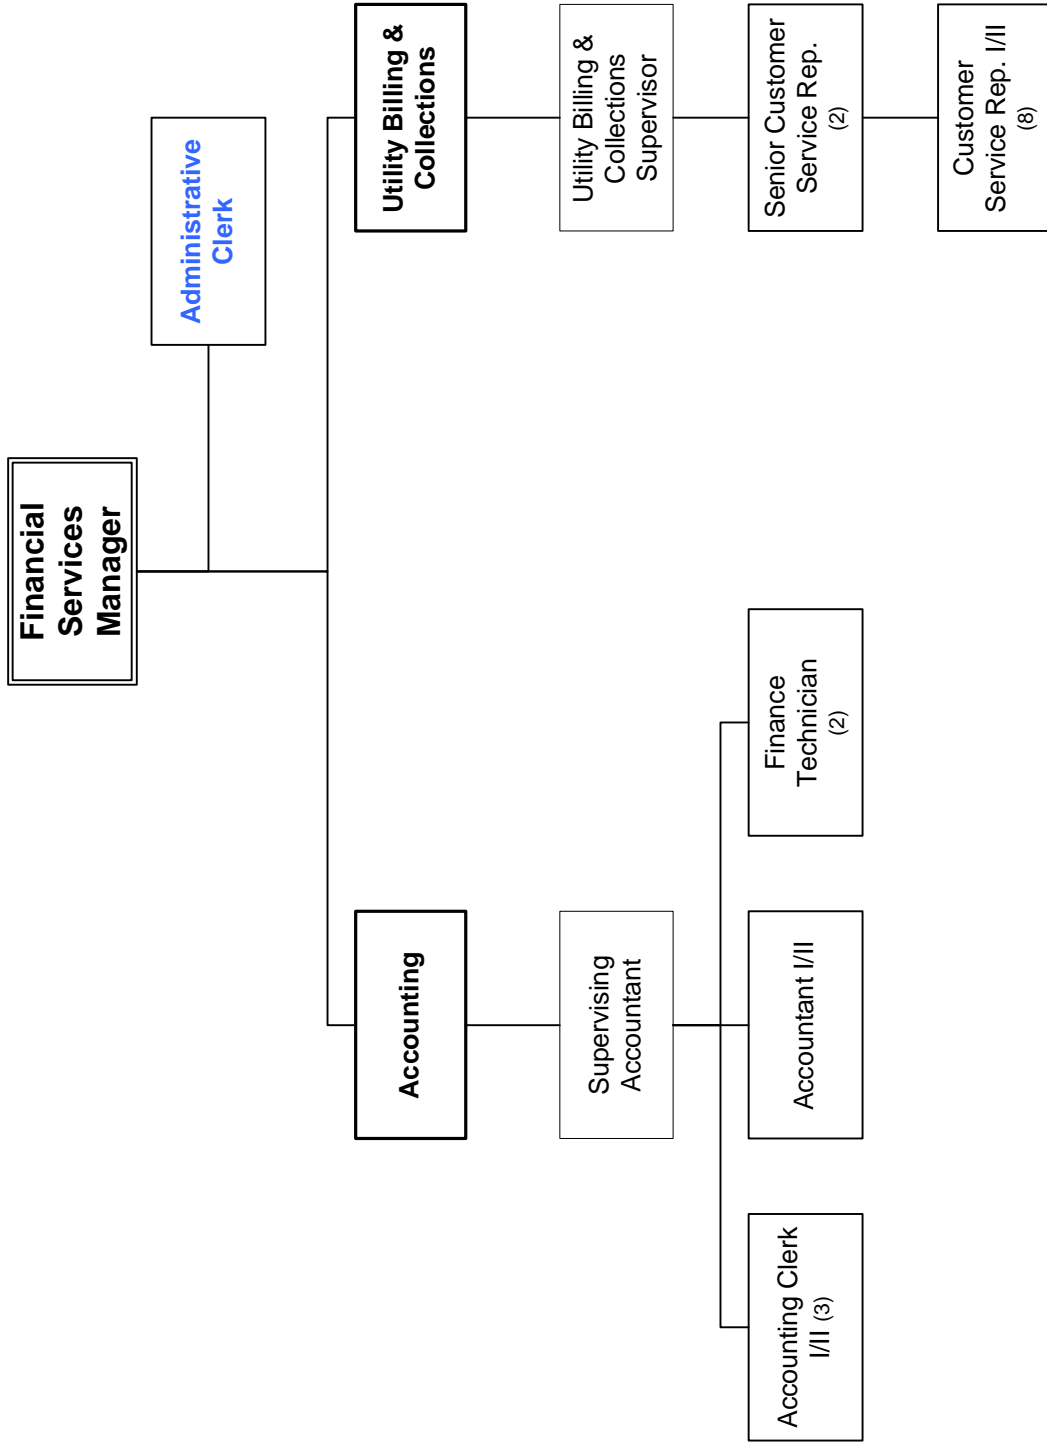 Financial
Services
Manager
Administrative
Clerk
Accounting
Utility Billing &
Collections
Supervising
Accountant
Utility Billing &
Collections
Supervisor
Accounting Clerk
I/II (3)
Accountant I/II
Finance
Technician
(2)
Senior Customer
Service Rep.
(2)
Customer
Service Rep. I/II
(8)